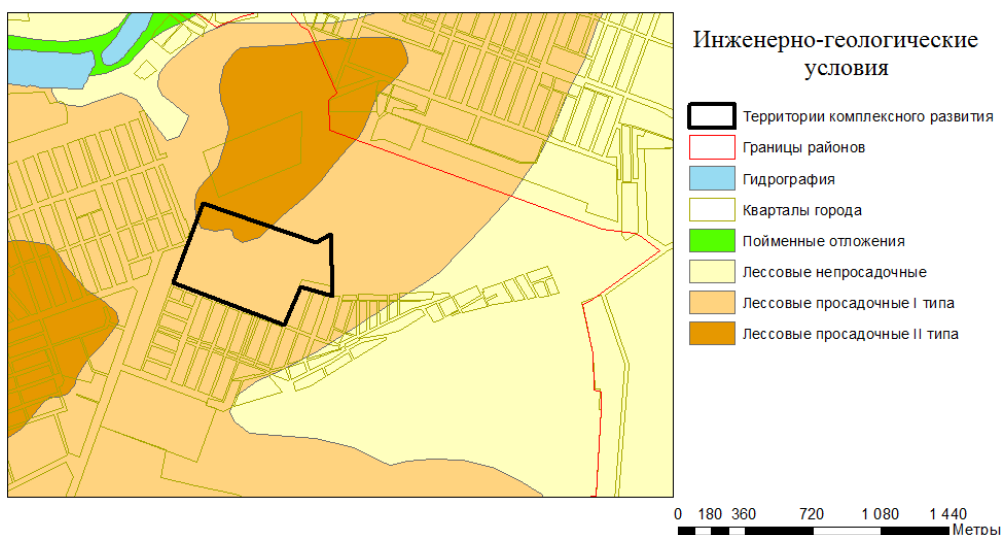 Инженерно-геологические
условия
Территории комплексного развития
Границы районов
Гидрография
Кварталы города
Пойменные отложения
Лессовые непросадочные
Лессовые просадочные I типа
Лессовые просадочные II типа
0 180 360 720 1 080 1 440
Метры